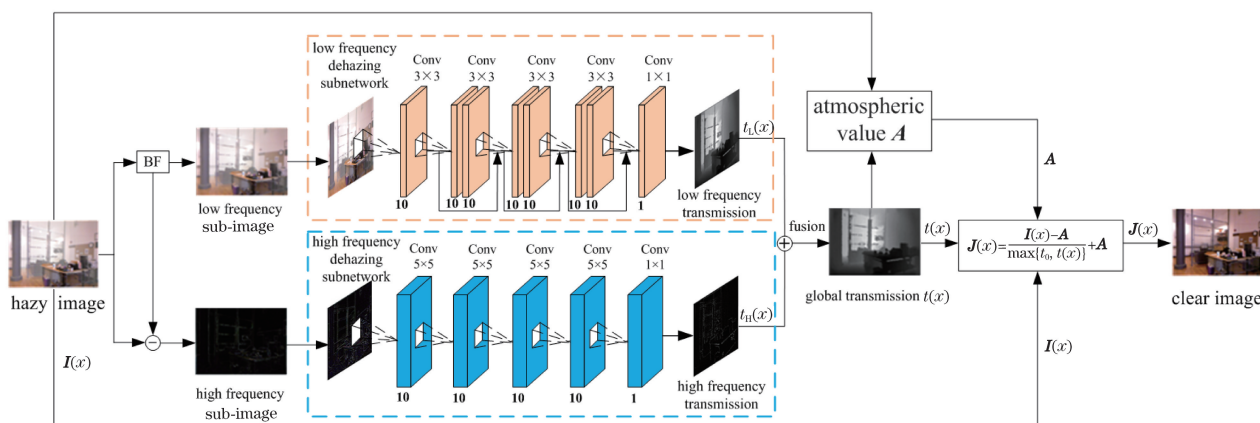 hazy image
I(x)
BF
low frequency
sub-image
−
high frequency
sub-image
low frequency
dehazing
subnetwork
Conv
3×3
Conv
3×3
Conv
3×3
Conv
3×3
Conv
1×1
10
10 10
10 10
10 10
1
low frequency
transmission
tL(x)
high frequency
dehazing
subnetwork
Conv
5×5
Conv
5×5
Conv
5×5
Conv
5×5
Conv
1×1
10
10
10
10
1
high frequency
transmission
tH(x)
fusion
+
global transmission t(x)
t(x)
atmospheric
value A
A
J(x)=I(x)−A/max{t0, t(x)}+A
I(x)
J(x)
clear image